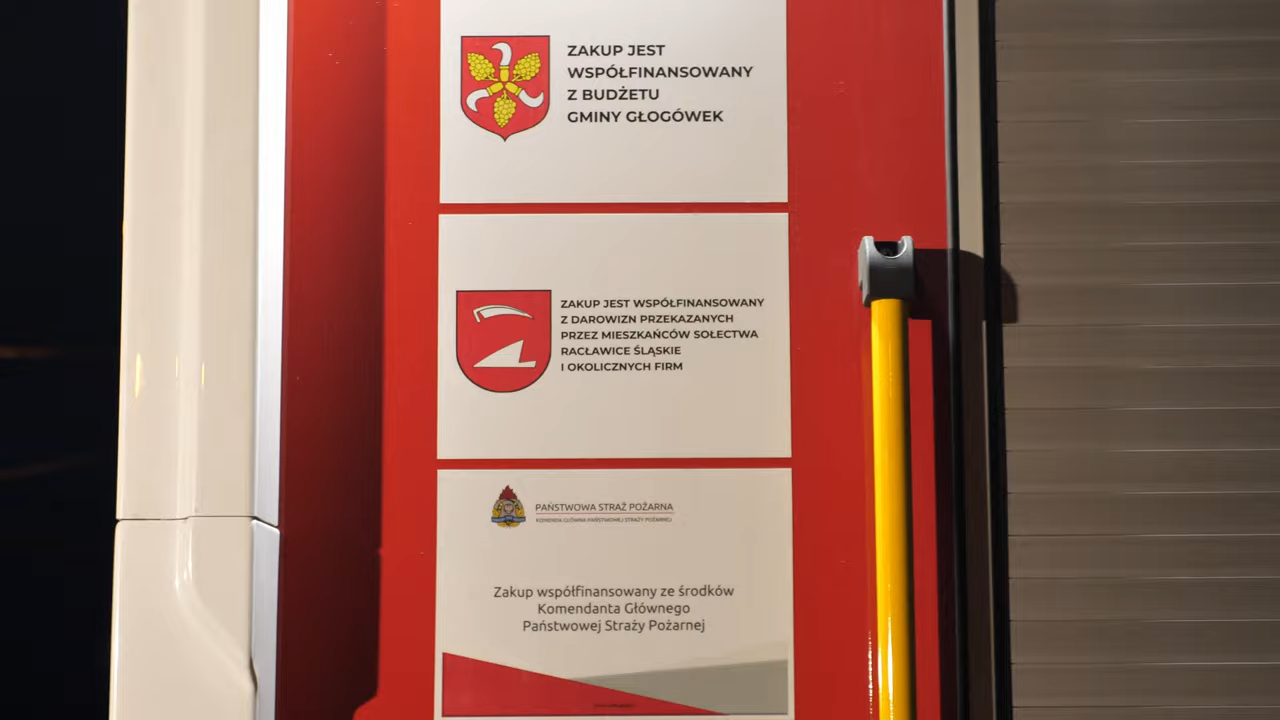 ZAKUP JEST
WSPÓŁFINANSOWANY
Z BUDŻETU
GMINY GŁOGÓWEK
ZAKUP JEST WSPÓŁFINANSOWANY
Z DAROWIZN PRZEKAZANYCH
PRZEZ MIESZKAŃCÓW SOŁECTWA
RACŁAWICE ŚLĄSKIE
I OKOLICZNYCH FIRM
PAŃSTWOWA STRAŻ POŻARNA
KOMENDA GŁÓWNA PAŃSTWOWEJ STRAŻY POŻARNEJ
Zakup współfinansowany ze środków
Komendanta Głównego
Państwowej Straży Pożarnej